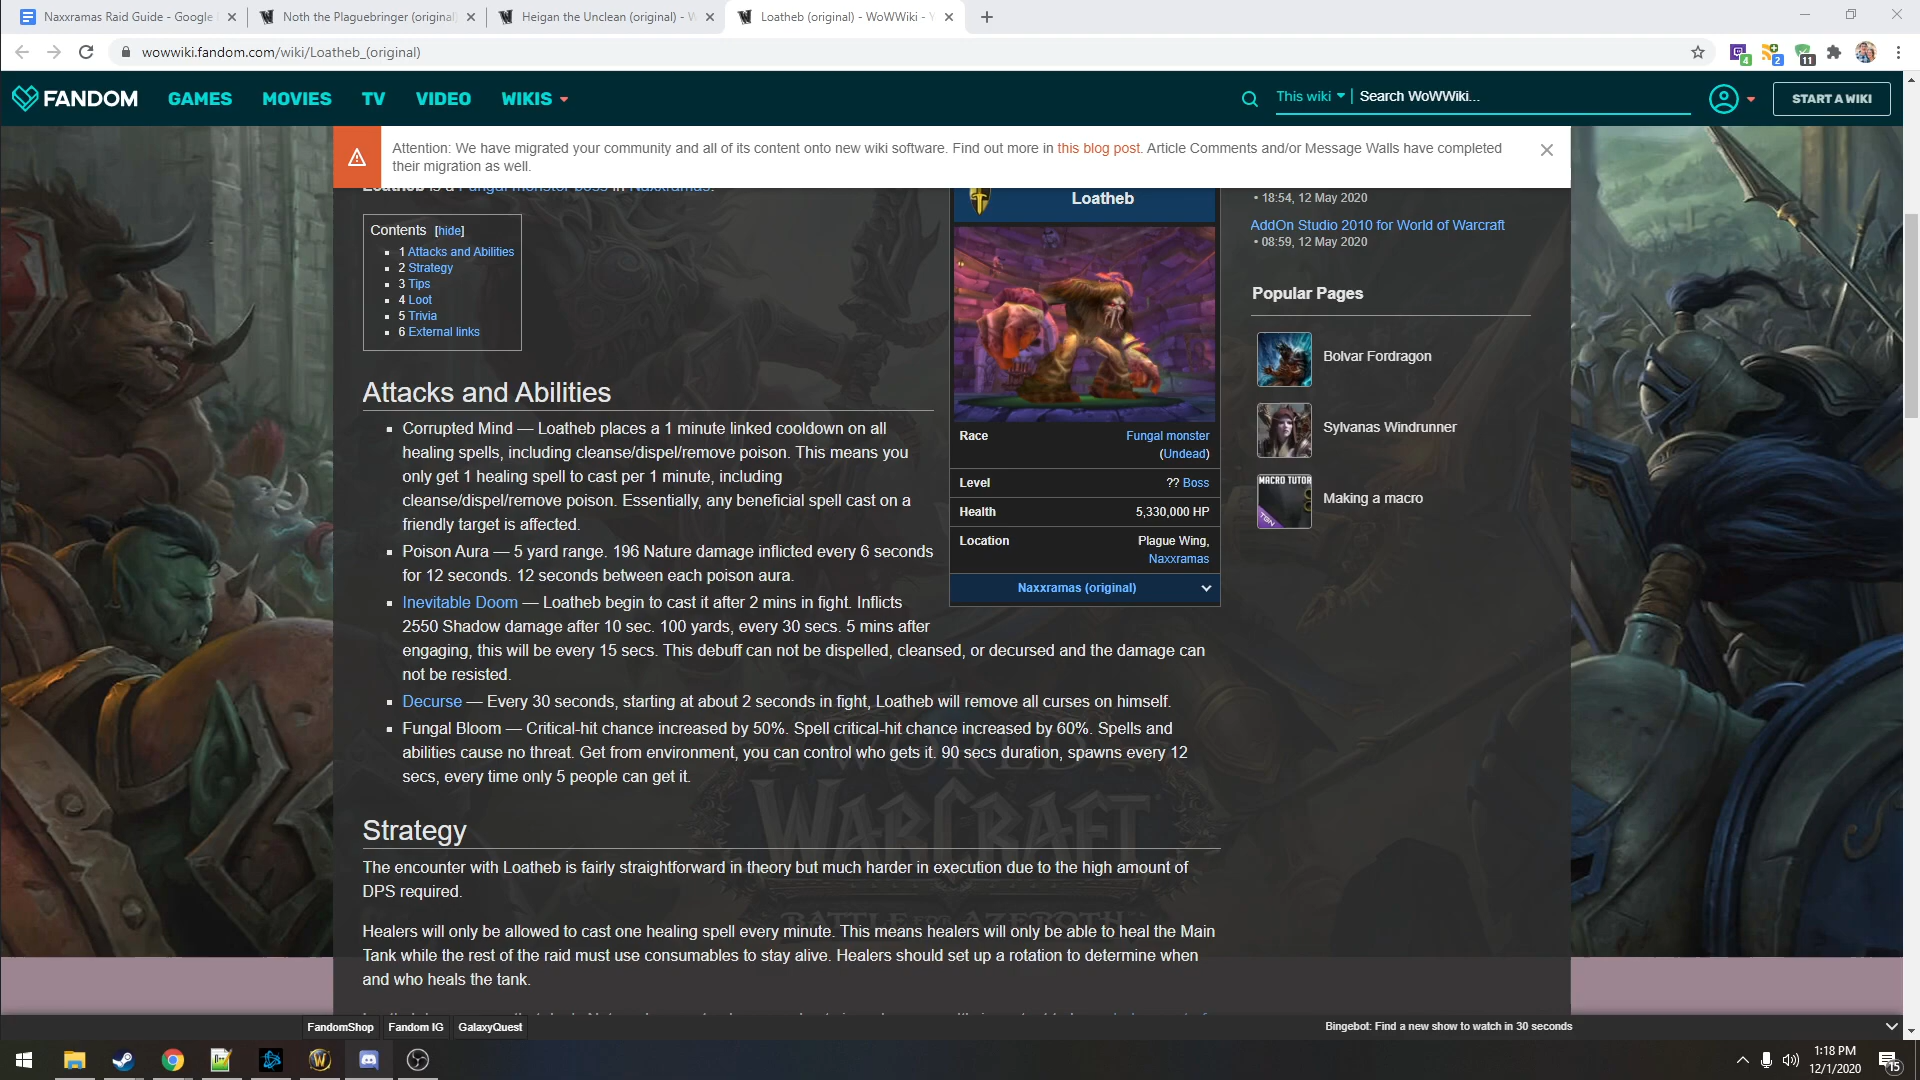 Naxxramas Raid Guide - Google
Noth the Plaguebringer (original)
Heigan the Unclean (original) - W
Loatheb (original) - WoWWiki - Y
wowwiki.fandom.com/wiki/Loatheb_(original)
4
2
11
FANDOM
GAMES
MOVIES
TV
VIDEO
WIKIS
This wiki
Search WoWWiki...
START A WIKI
Attention: We have migrated your community and all of its content onto new wiki software. Find out more in this blog post. Article Comments and/or Message Walls have completed
their migration as well.
Loatheb is a Fungal monster boss in Naxxramas.
Contents [hide]
1 Attacks and Abilities
2 Strategy
3 Tips
4 Loot
5 Trivia
6 External links
Attacks and Abilities
Corrupted Mind — Loatheb places a 1 minute linked cooldown on all
healing spells, including cleanse/dispel/remove poison. This means you
only get 1 healing spell to cast per 1 minute, including
cleanse/dispel/remove poison. Essentially, any beneficial spell cast on a
friendly target is affected.
Poison Aura — 5 yard range. 196 Nature damage inflicted every 6 seconds
for 12 seconds. 12 seconds between each poison aura.
Inevitable Doom — Loatheb begin to cast it after 2 mins in fight. Inflicts
2550 Shadow damage after 10 sec. 100 yards, every 30 secs. 5 mins after
engaging, this will be every 15 secs. This debuff can not be dispelled, cleansed, or decursed and the damage can
not be resisted.
Decurse — Every 30 seconds, starting at about 2 seconds in fight, Loatheb will remove all curses on himself.
Fungal Bloom — Critical-hit chance increased by 50%. Spell critical-hit chance increased by 60%. Spells and
abilities cause no threat. Get from environment, you can control who gets it. 90 secs duration, spawns every 12
secs, every time only 5 people can get it.
Loatheb
Race
Fungal monster
(Undead)
Level
?? Boss
Health
5,330,000 HP
Location
Plague Wing,
Naxxramas
Naxxramas (original)
• 18:54, 12 May 2020
AddOn Studio 2010 for World of Warcraft
• 08:59, 12 May 2020
Popular Pages
Bolvar Fordragon
Sylvanas Windrunner
MACRO TUTOR
Making a macro
Strategy
The encounter with Loatheb is fairly straightforward in theory but much harder in execution due to the high amount of
DPS required.
Healers will only be allowed to cast one healing spell every minute. This means healers will only be able to heal the Main
Tank while the rest of the raid must use consumables to stay alive. Healers should set up a rotation to determine when
and who heals the tank.
WORLD OF
WARCRAFT
BATTLE FOR AZEROTH
FandomShop
Fandom IG
GalaxyQuest
Bingebot: Find a new show to watch in 30 seconds
1:18 PM
12/1/2020
15